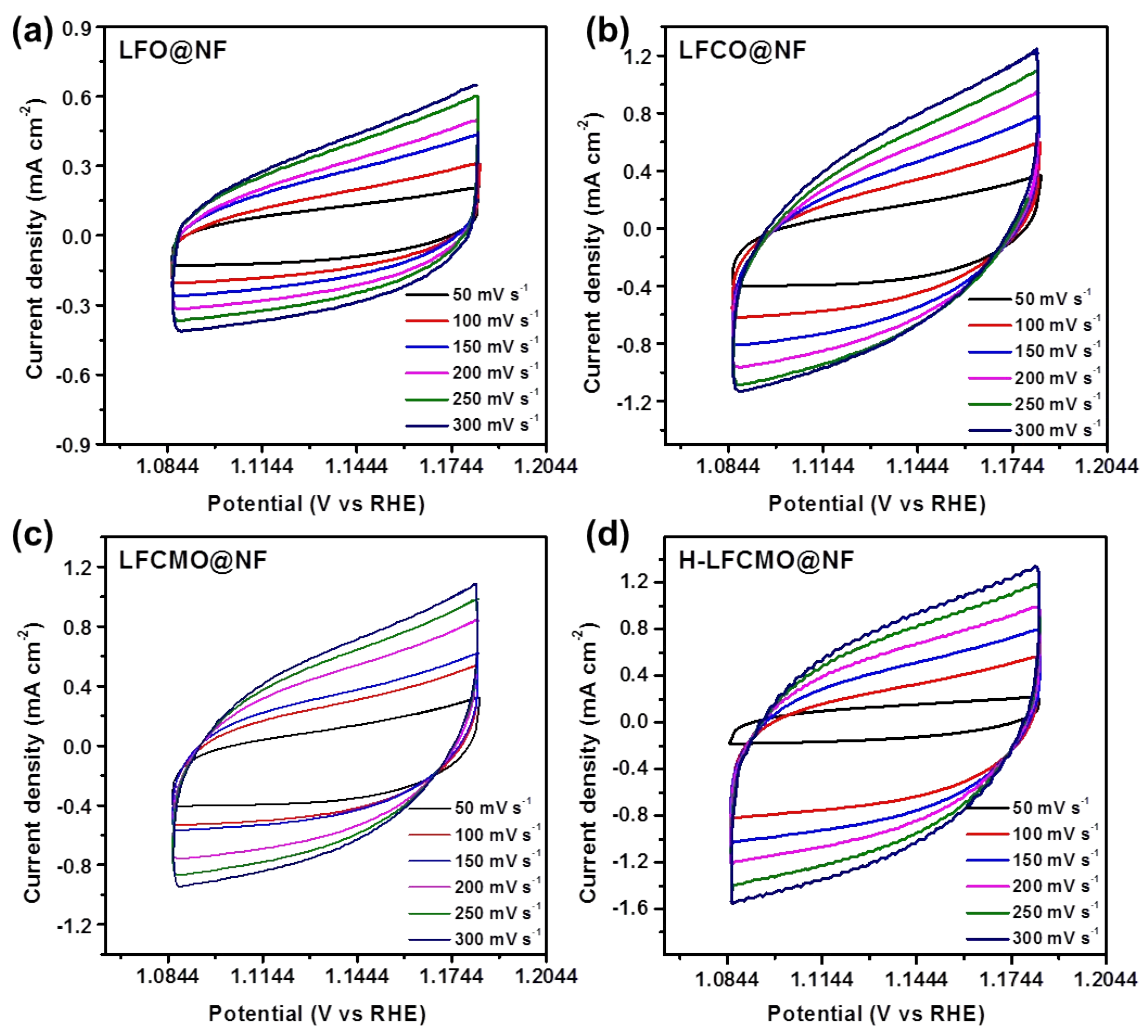 (a)
LFO@NF
Current density (mA cm-2)
0.9
0.6
0.3
0.0
-0.3
-0.6
-0.9
50 mV s-1
100 mV s-1
150 mV s-1
200 mV s-1
250 mV s-1
300 mV s-1
1.0844 1.1144 1.1444 1.1744 1.2044
Potential (V vs RHE)
(b)
LFCO@NF
Current density (mA cm-2)
1.2
0.8
0.4
0.0
-0.4
-0.8
-1.2
50 mV s-1
100 mV s-1
150 mV s-1
200 mV s-1
250 mV s-1
300 mV s-1
1.0844 1.1144 1.1444 1.1744 1.2044
Potential (V vs RHE)
(c)
LFCMO@NF
Current density (mA cm-2)
1.2
0.8
0.4
0.0
-0.4
-0.8
-1.2
50 mV s-1
100 mV s-1
150 mV s-1
200 mV s-1
250 mV s-1
300 mV s-1
1.0844 1.1144 1.1444 1.1744 1.2044
Potential (V vs RHE)
(d)
H-LFCMO@NF
Current density (mA cm-2)
1.2
0.8
0.4
0.0
-0.4
-0.8
-1.2
-1.6
50 mV s-1
100 mV s-1
150 mV s-1
200 mV s-1
250 mV s-1
300 mV s-1
1.0844 1.1144 1.1444 1.1744 1.2044
Potential (V vs RHE)